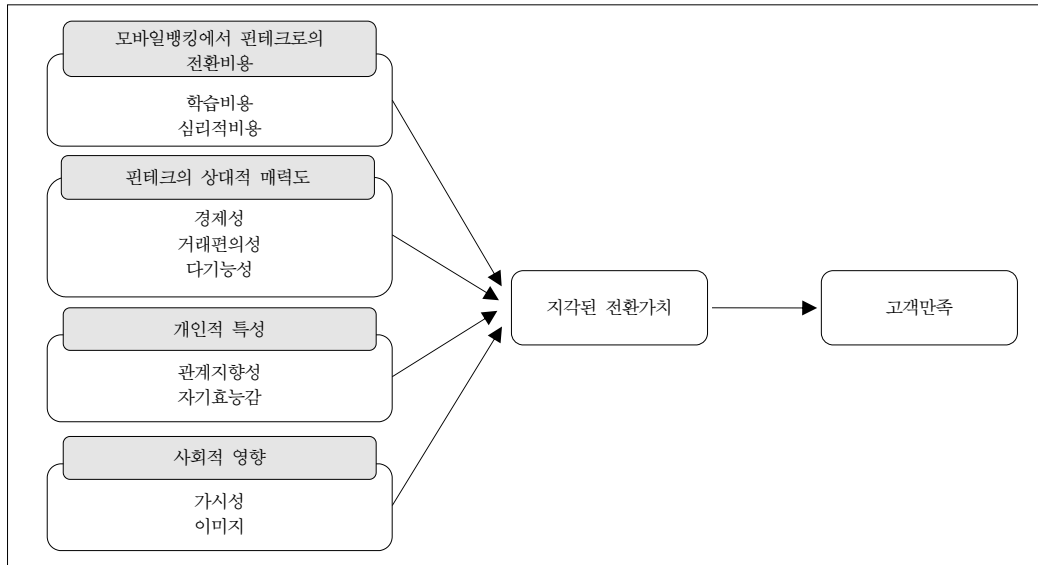 모바일뱅킹에서 핀테크로의
전환비용
학습비용
심리적비용
핀테크의 상대적 매력도
경제성
거래편의성
다기능성
개인적 특성
관계지향성
자기효능감
사회적 영향
가시성
이미지
지각된 전환가치
고객만족